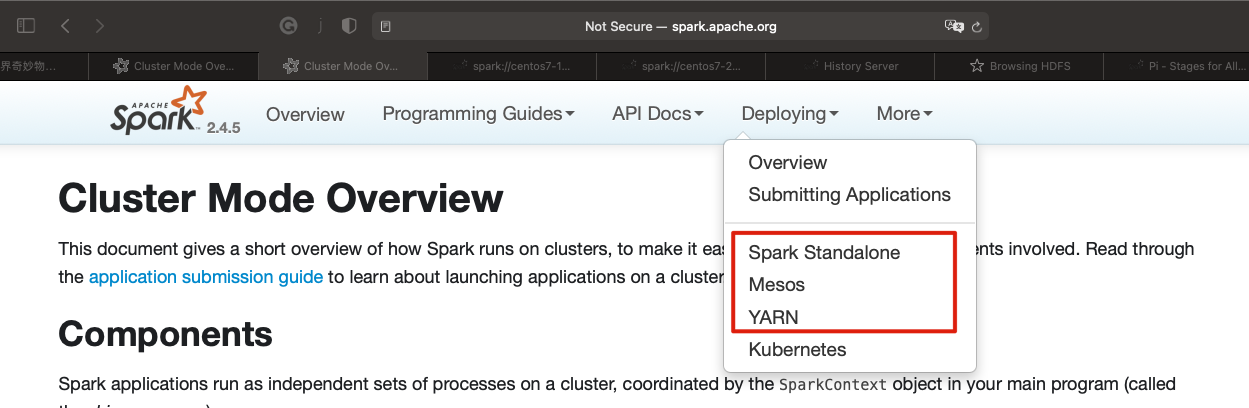 Not Secure — spark.apache.org
界奇妙物...
Cluster Mode Ove...
Cluster Mode Ov...
spark://centos7-1...
spark://centos7-2...
History Server
Browsing HDFS
Pi - Stages for All...
APACHE Spark™ 2.4.5
Overview
Programming Guides
API Docs
Deploying
More
Overview
Submitting Applications
Spark Standalone
Mesos
YARN
Kubernetes
Cluster Mode Overview
This document gives a short overview of how Spark runs on clusters, to make it eas ents involved. Read through
the application submission guide to learn about launching applications on a cluster
Components
Spark applications run as independent sets of processes on a cluster, coordinated by the SparkContext object in your main program (called